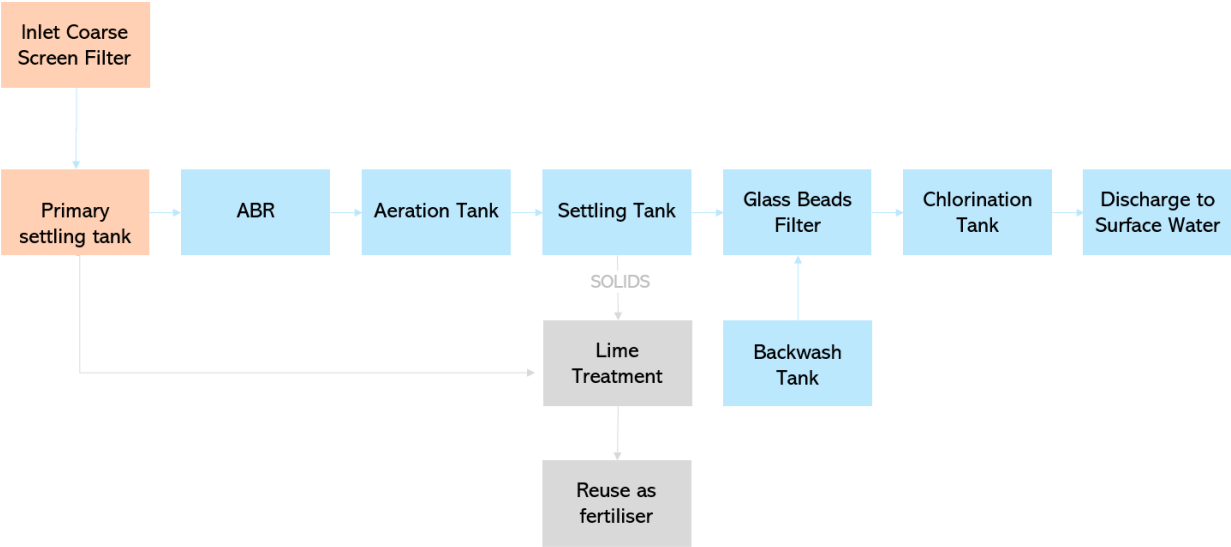 Inlet Coarse
Screen Filter
Primary
settling tank
ABR
Aeration Tank
Settling Tank
Glass Beads
Filter
Chlorination
Tank
Discharge to
Surface Water
SOLIDS
Lime
Treatment
Backwash
Tank
Reuse as
fertiliser